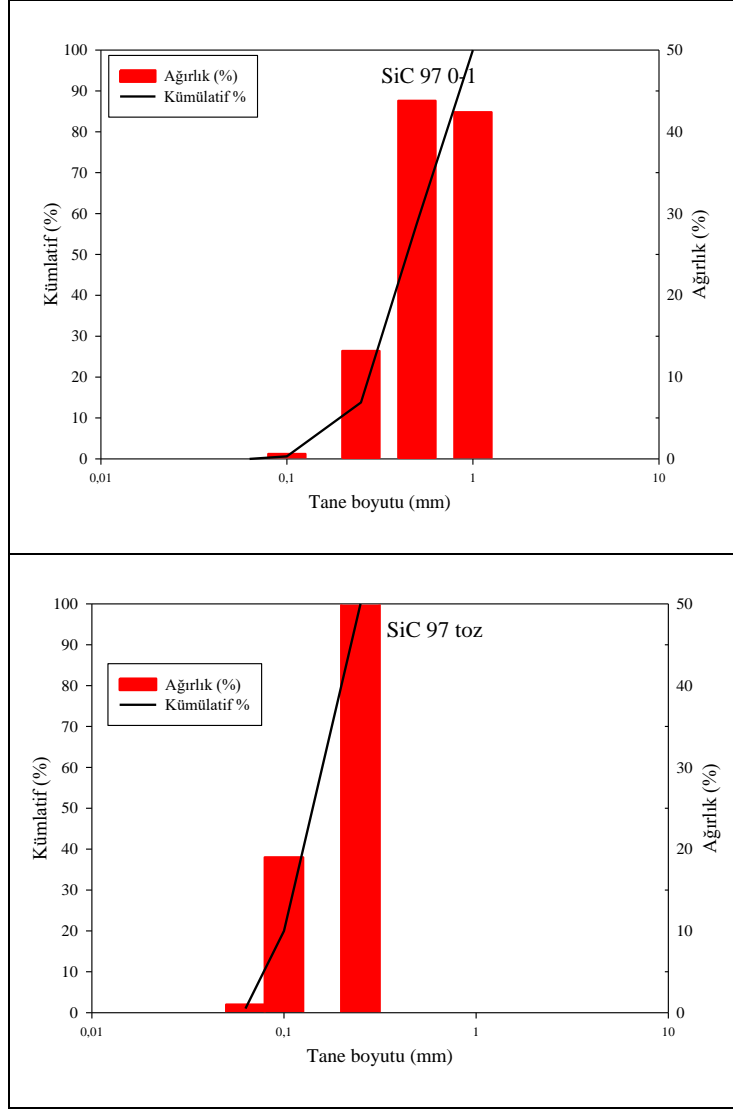 SiC 97 0-1
Ağırlık (%)
Kümülatif %
Kümlatif (%)
100
90
80
70
60
50
40
30
20
10
0
Ağırlık (%)
50
40
30
20
10
0
0,01 0,1 1 10
Tane boyutu (mm)
SiC 97 toz
Ağırlık (%)
Kümülatif %
Kümlatif (%)
100
90
80
70
60
50
40
30
20
10
0
Ağırlık (%)
50
40
30
20
10
0
0,01 0,1 1 10
Tane boyutu (mm)